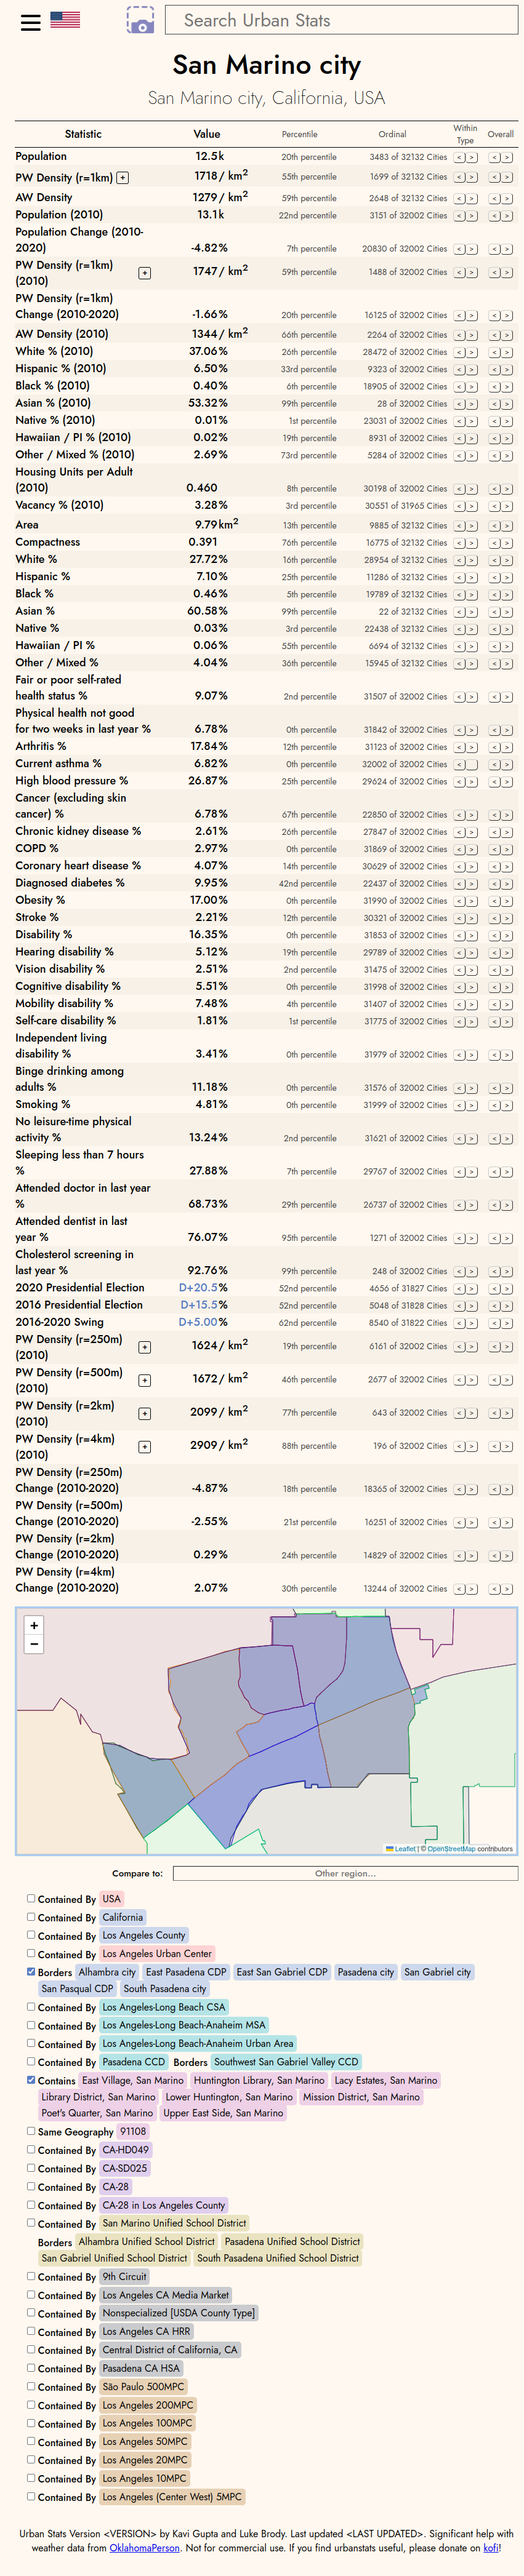 Search Urban Stats
San Marino city
San Marino city, California, USA
Statistic Value Percentile Ordinal Within Type Overall
Population 12.5k 20th percentile 3483 of 32132 Cities < > < >
PW Density (r=1km) + 1718 / km2 55th percentile 1699 of 32132 Cities < > < >
AW Density 1279 / km2 59th percentile 2648 of 32132 Cities < > < >
Population (2010) 13.1k 22nd percentile 3151 of 32002 Cities < > < >
Population Change (2010-
2020) -4.82% 7th percentile 20830 of 32002 Cities < > < >
PW Density (r=1km)
(2010) + 1747 / km2 59th percentile 1488 of 32002 Cities < > < >
PW Density (r=1km)
Change (2010-2020) -1.66% 20th percentile 16125 of 32002 Cities < > < >
AW Density (2010) 1344 / km2 66th percentile 2264 of 32002 Cities < > < >
White % (2010) 37.06% 26th percentile 28472 of 32002 Cities < > < >
Hispanic % (2010) 6.50% 33rd percentile 9323 of 32002 Cities < > < >
Black % (2010) 0.40% 6th percentile 18905 of 32002 Cities < > < >
Asian % (2010) 53.32% 99th percentile 28 of 32002 Cities < > < >
Native % (2010) 0.01% 1st percentile 23031 of 32002 Cities < > < >
Hawaiian / PI % (2010) 0.02% 19th percentile 8931 of 32002 Cities < > < >
Other / Mixed % (2010) 2.69% 73rd percentile 5284 of 32002 Cities < > < >
Housing Units per Adult
(2010) 0.460 8th percentile 30198 of 32002 Cities < > < >
Vacancy % (2010) 3.28% 3rd percentile 30551 of 31965 Cities < > < >
Area 9.79 km2 13th percentile 9885 of 32132 Cities < > < >
Compactness 0.391 76th percentile 16775 of 32132 Cities < > < >
White % 27.72% 16th percentile 28954 of 32132 Cities < > < >
Hispanic % 7.10% 25th percentile 11286 of 32132 Cities < > < >
Black % 0.46% 5th percentile 19789 of 32132 Cities < > < >
Asian % 60.58% 99th percentile 22 of 32132 Cities < > < >
Native % 0.03% 3rd percentile 22438 of 32132 Cities < > < >
Hawaiian / PI % 0.06% 55th percentile 6694 of 32132 Cities < > < >
Other / Mixed % 4.04% 36th percentile 15945 of 32132 Cities < > < >
Fair or poor self-rated
health status % 9.07% 2nd percentile 31507 of 32002 Cities < > < >
Physical health not good
for two weeks in last year % 6.78% 0th percentile 31842 of 32002 Cities < > < >
Arthritis % 17.84% 12th percentile 31123 of 32002 Cities < > < >
Current asthma % 6.82% 0th percentile 32002 of 32002 Cities < < >
High blood pressure % 26.87% 25th percentile 29624 of 32002 Cities < > < >
Cancer (excluding skin
cancer) % 6.78% 67th percentile 22850 of 32002 Cities < > < >
Chronic kidney disease % 2.61% 26th percentile 27847 of 32002 Cities < > < >
COPD % 2.97% 0th percentile 31869 of 32002 Cities < > < >
Coronary heart disease % 4.07% 14th percentile 30629 of 32002 Cities < > < >
Diagnosed diabetes % 9.95% 42nd percentile 22437 of 32002 Cities < > < >
Obesity % 17.00% 0th percentile 31990 of 32002 Cities < > < >
Stroke % 2.21% 12th percentile 30321 of 32002 Cities < > < >
Disability % 16.35% 0th percentile 31853 of 32002 Cities < > < >
Hearing disability % 5.12% 19th percentile 29789 of 32002 Cities < > < >
Vision disability % 2.51% 2nd percentile 31475 of 32002 Cities < > < >
Cognitive disability % 5.51% 0th percentile 31998 of 32002 Cities < > < >
Mobility disability % 7.48% 4th percentile 31407 of 32002 Cities < > < >
Self-care disability % 1.81% 1st percentile 31775 of 32002 Cities < > < >
Independent living
disability % 3.41% 0th percentile 31979 of 32002 Cities < > < >
Binge drinking among
adults % 11.18% 0th percentile 31576 of 32002 Cities < > < >
Smoking % 4.81% 0th percentile 31999 of 32002 Cities < > < >
No leisure-time physical
activity % 13.24% 2nd percentile 31621 of 32002 Cities < > < >
Sleeping less than 7 hours
% 27.88% 7th percentile 29767 of 32002 Cities < > < >
Attended doctor in last year
% 68.73% 29th percentile 26737 of 32002 Cities < > < >
Attended dentist in last
year % 76.07% 95th percentile 1271 of 32002 Cities < > < >
Cholesterol screening in
last year % 92.76% 99th percentile 248 of 32002 Cities < > < >
2020 Presidential Election D+20.5% 52nd percentile 4656 of 31827 Cities < > < >
2016 Presidential Election D+15.5% 52nd percentile 5048 of 31828 Cities < > < >
2016-2020 Swing D+5.00% 62nd percentile 8540 of 31822 Cities < > < >
PW Density (r=250m)
(2010) + 1624 / km2 19th percentile 6161 of 32002 Cities < > < >
PW Density (r=500m)
(2010) + 1672 / km2 46th percentile 2677 of 32002 Cities < > < >
PW Density (r=2km)
(2010) + 2099 / km2 77th percentile 643 of 32002 Cities < > < >
PW Density (r=4km)
(2010) + 2909 / km2 88th percentile 196 of 32002 Cities < > < >
PW Density (r=250m)
Change (2010-2020) -4.87% 18th percentile 18365 of 32002 Cities < > < >
PW Density (r=500m)
Change (2010-2020) -2.55% 21st percentile 16251 of 32002 Cities < > < >
PW Density (r=2km)
Change (2010-2020) 0.29% 24th percentile 14829 of 32002 Cities < > < >
PW Density (r=4km)
Change (2010-2020) 2.07% 30th percentile 13244 of 32002 Cities < > < >
+
−
Leaflet | © OpenStreetMap contributors
Compare to: Other region...
Contained By USA
Contained By California
Contained By Los Angeles County
Contained By Los Angeles Urban Center
Borders Alhambra city East Pasadena CDP East San Gabriel CDP Pasadena city San Gabriel city
San Pasqual CDP South Pasadena city
Contained By Los Angeles-Long Beach CSA
Contained By Los Angeles-Long Beach-Anaheim MSA
Contained By Los Angeles-Long Beach-Anaheim Urban Area
Contained By Pasadena CCD Borders Southwest San Gabriel Valley CCD
Contains East Village, San Marino Huntington Library, San Marino Lacy Estates, San Marino
Library District, San Marino Lower Huntington, San Marino Mission District, San Marino
Poet's Quarter, San Marino Upper East Side, San Marino
Same Geography 91108
Contained By CA-HD049
Contained By CA-SD025
Contained By CA-28
Contained By CA-28 in Los Angeles County
Contained By San Marino Unified School District
Borders Alhambra Unified School District Pasadena Unified School District
San Gabriel Unified School District South Pasadena Unified School District
Contained By 9th Circuit
Contained By Los Angeles CA Media Market
Contained By Nonspecialized [USDA County Type]
Contained By Los Angeles CA HRR
Contained By Central District of California, CA
Contained By Pasadena CA HSA
Contained By São Paulo 500MPC
Contained By Los Angeles 200MPC
Contained By Los Angeles 100MPC
Contained By Los Angeles 50MPC
Contained By Los Angeles 20MPC
Contained By Los Angeles 10MPC
Contained By Los Angeles (Center West) 5MPC
Urban Stats Version <VERSION> by Kavi Gupta and Luke Brody. Last updated <LAST UPDATED>. Significant help with
weather data from OklahomaPerson. Not for commercial use. If you find urbanstats useful, please donate on kofi!